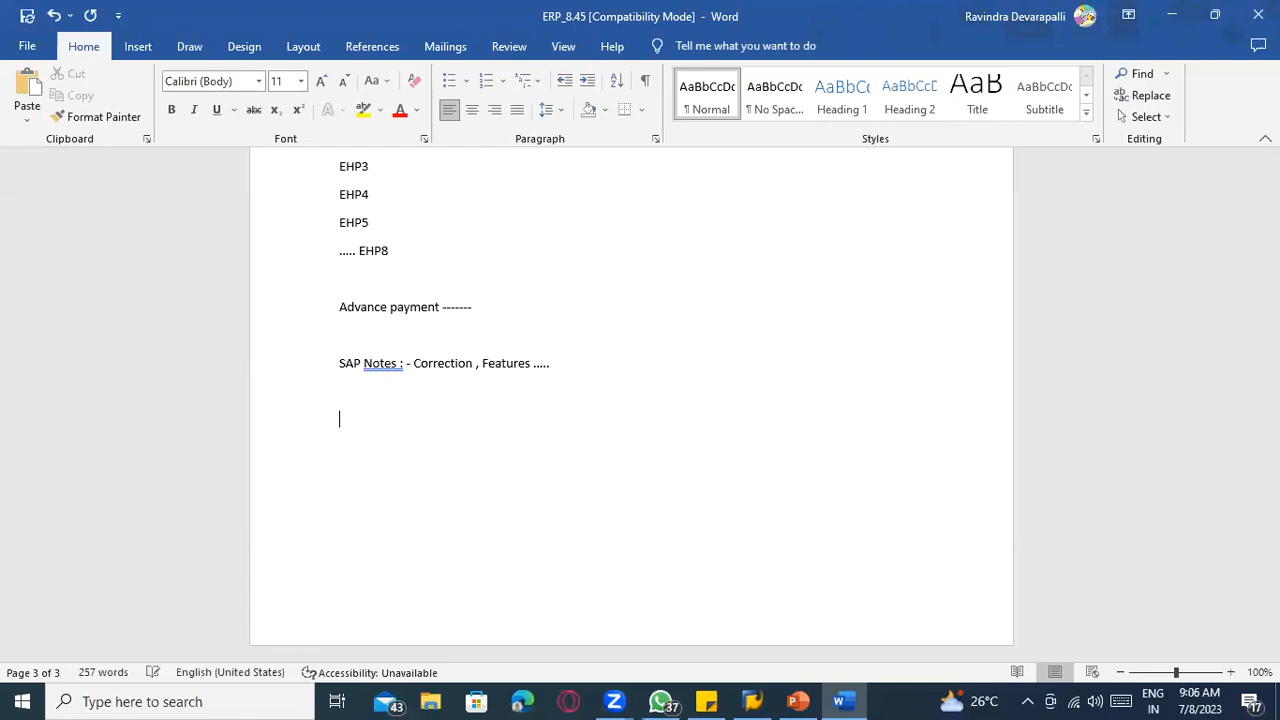 ERP_8.45 [Compatibility Mode] - Word
Ravindra Devarapalli
File Home Insert Draw Design Layout References Mailings Review View Help Tell me what you want to do
Paste
Cut
Copy
Format Painter
Clipboard
Calibri (Body) 11
Font
Paragraph
AaBbCcDc AaBbCcDc AaBbCc AaBbCcD AaB AaBbCcD
¶ Normal ¶ No Spac... Heading 1 Heading 2 Title Subtitle
Styles
Find
Replace
Select
Editing
EHP3
EHP4
EHP5
..... EHP8
Advance payment -------
SAP Notes : - Correction , Features .....
Page 3 of 3 257 words English (United States) Accessibility: Unavailable 100%
Type here to search
43
37
26°C
ENG
IN
9:06 AM
7/8/2023
17